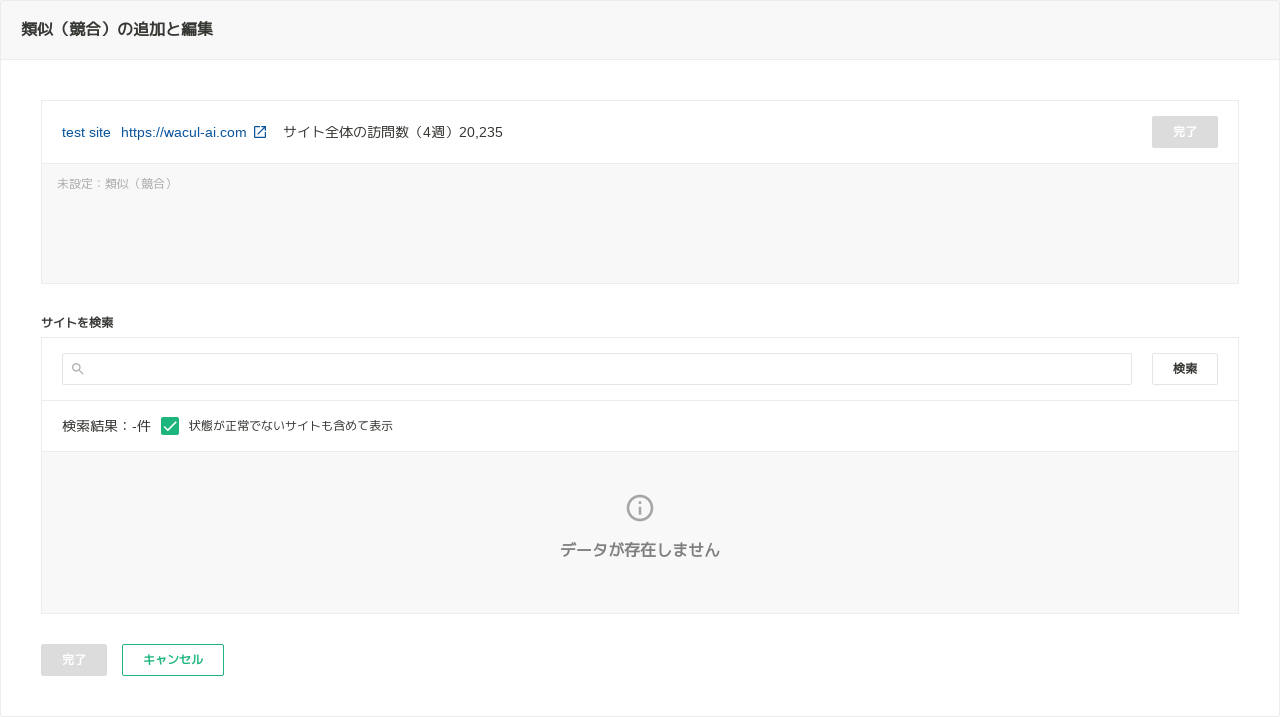 類似（競合）の追加と編集
test site https://wacul-ai.com サイト全体の訪問数（4週）20,235 完了
未設定：類似（競合）
サイトを検索
検索
検索結果：-件 状態が正常でないサイトも含めて表示
データが存在しません
完了 キャンセル